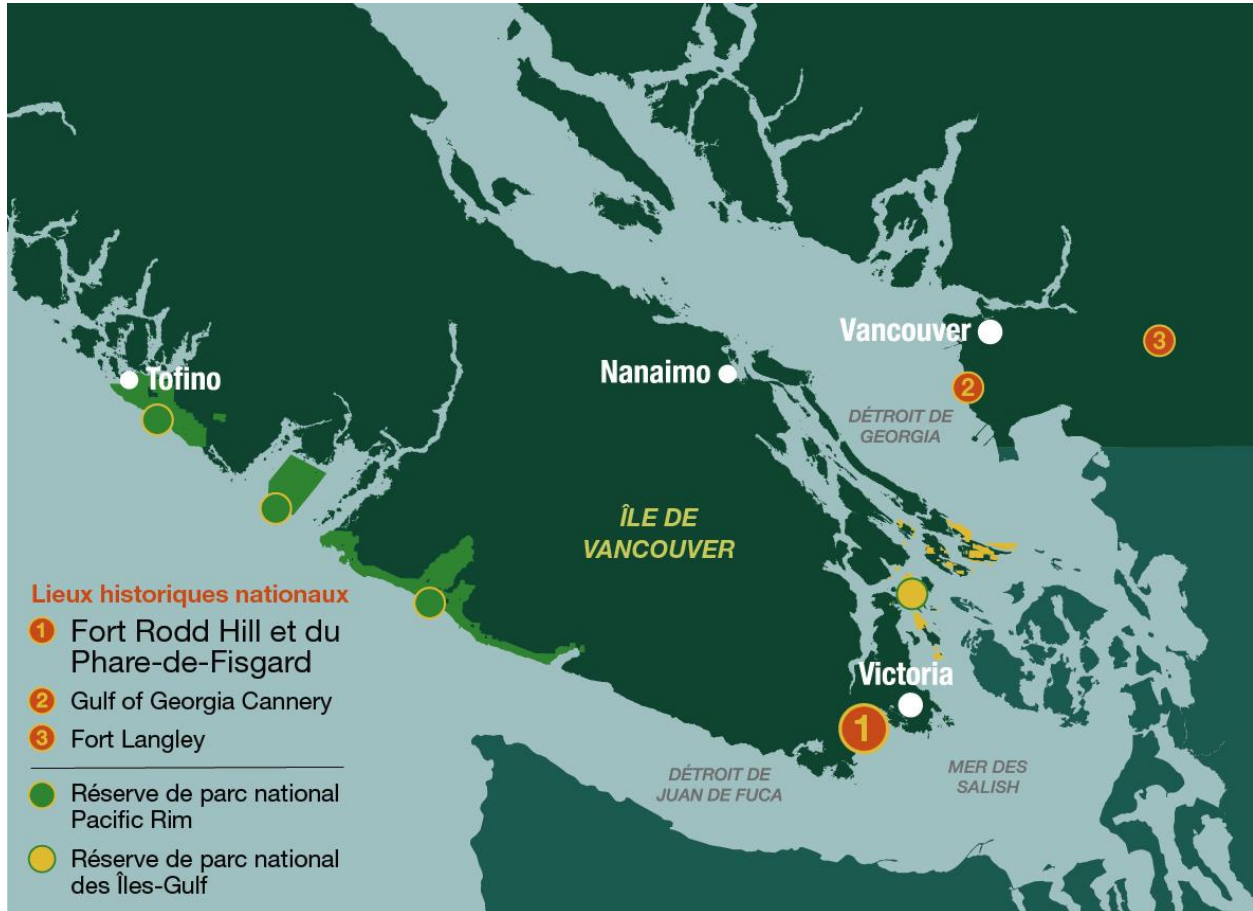 Vancouver
3
Tofino
Nanaimo
2
DÉTROIT DE
GEORGIA
ÎLE DE
VANCOUVER
Lieux historiques nationaux
1 Fort Rodd Hill et du
Phare-de-Fisgard
2 Gulf of Georgia Cannery
3 Fort Langley
Réserve de parc national
Pacific Rim
Réserve de parc national
des Îles-Gulf
Victoria
1
DÉTROIT DE
JUAN DE FUCA
MER DES
SALISH